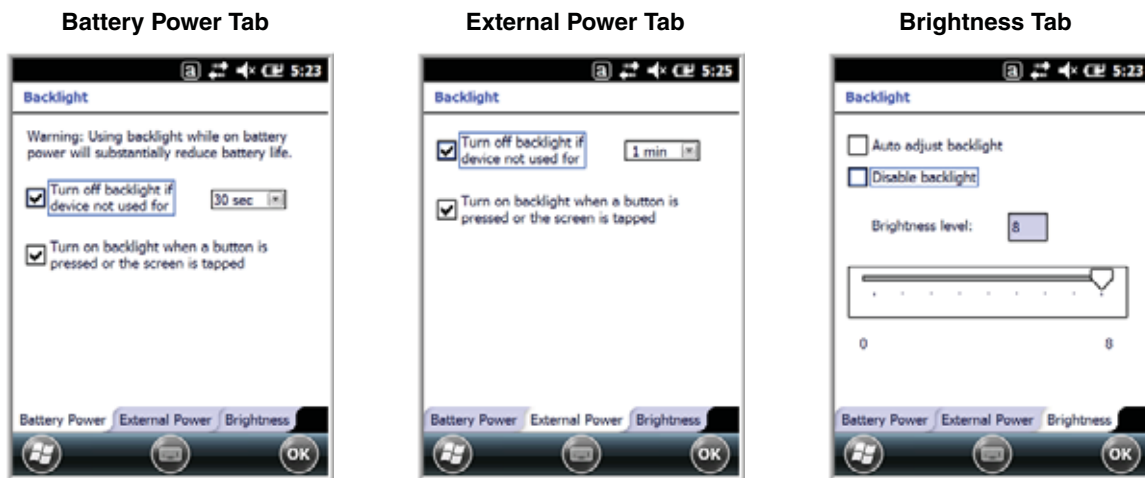 Battery Power Tab
External Power Tab
Brightness Tab
a 5:23
Backlight
Warning: Using backlight while on battery
power will substantially reduce battery life.
Turn off backlight if
device not used for
30 sec
Turn on backlight when a button is
pressed or the screen is tapped
Battery Power External Power Brightness
OK
a 5:25
Backlight
Turn off backlight if
device not used for
1 min
Turn on backlight when a button is
pressed or the screen is tapped
Battery Power External Power Brightness
OK
a 5:23
Backlight
Auto adjust backlight
Disable backlight
Brightness level: 8
0 8
Battery Power External Power Brightness
OK